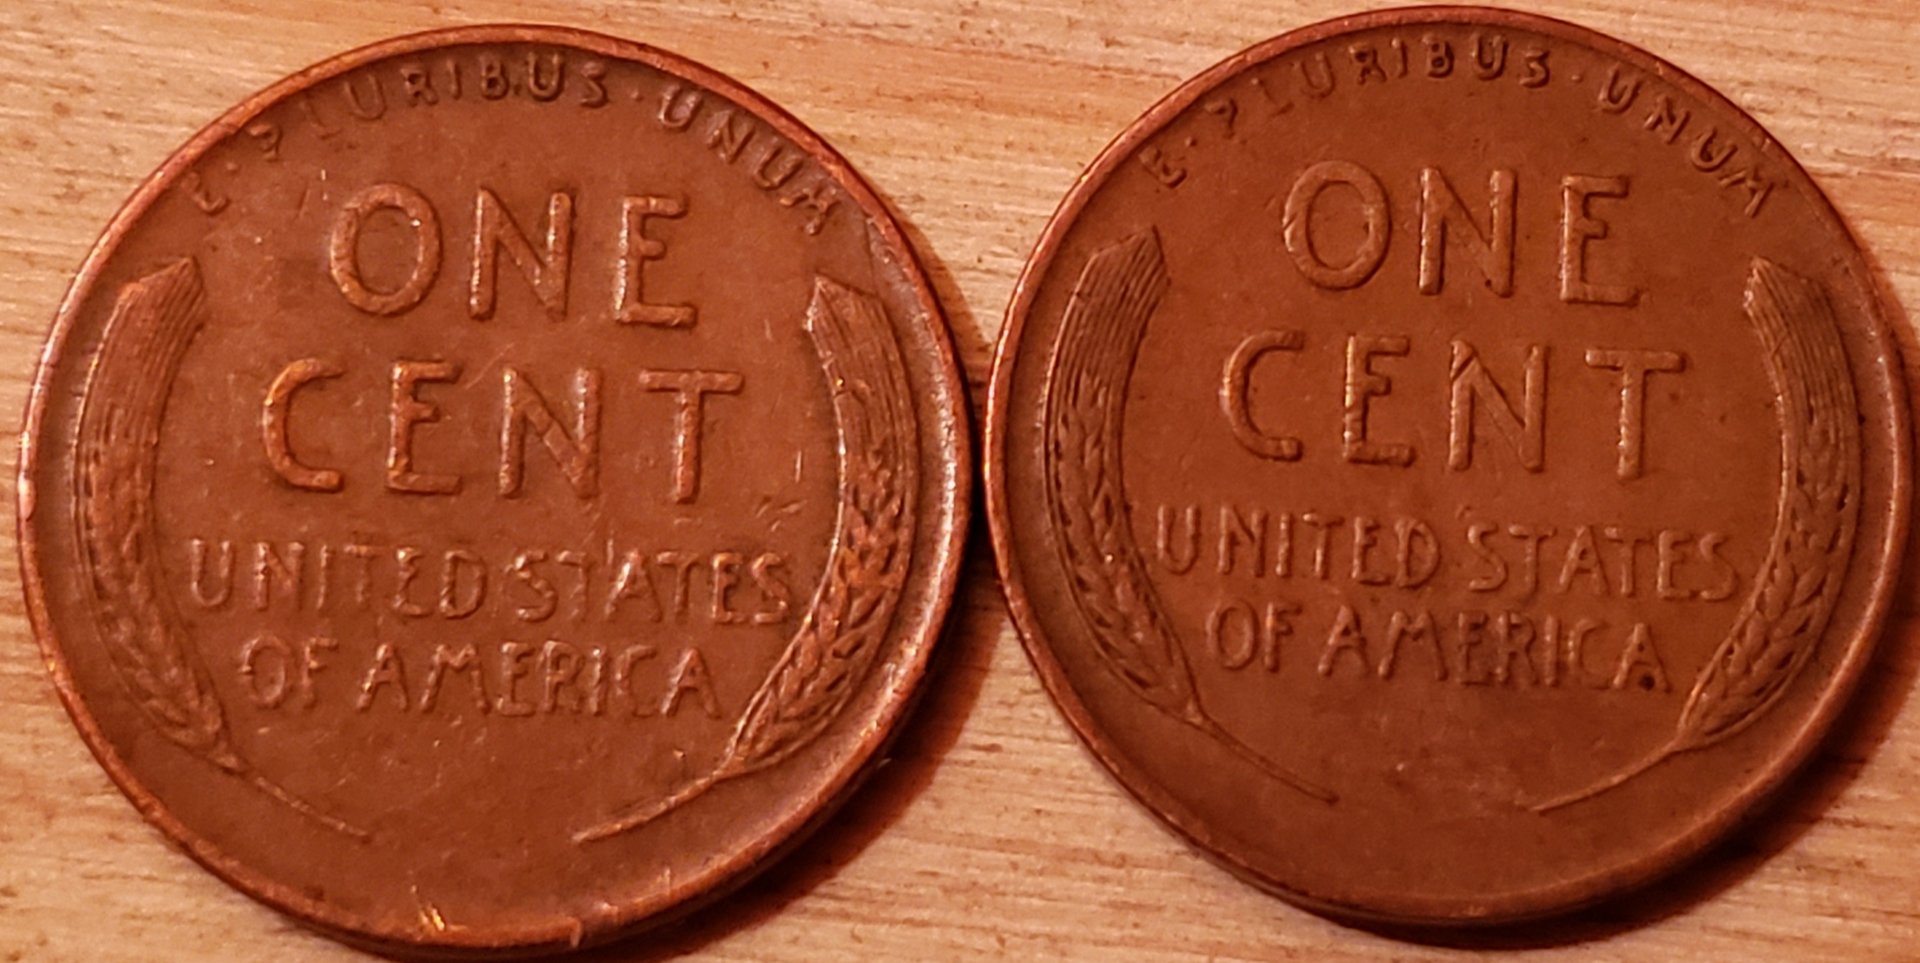 E · PLURIBUS · UNUM
ONE
CENT
UNITED STATES
OF AMERICA
E · PLURIBUS · UNUM
ONE
CENT
UNITED STATES
OF AMERICA